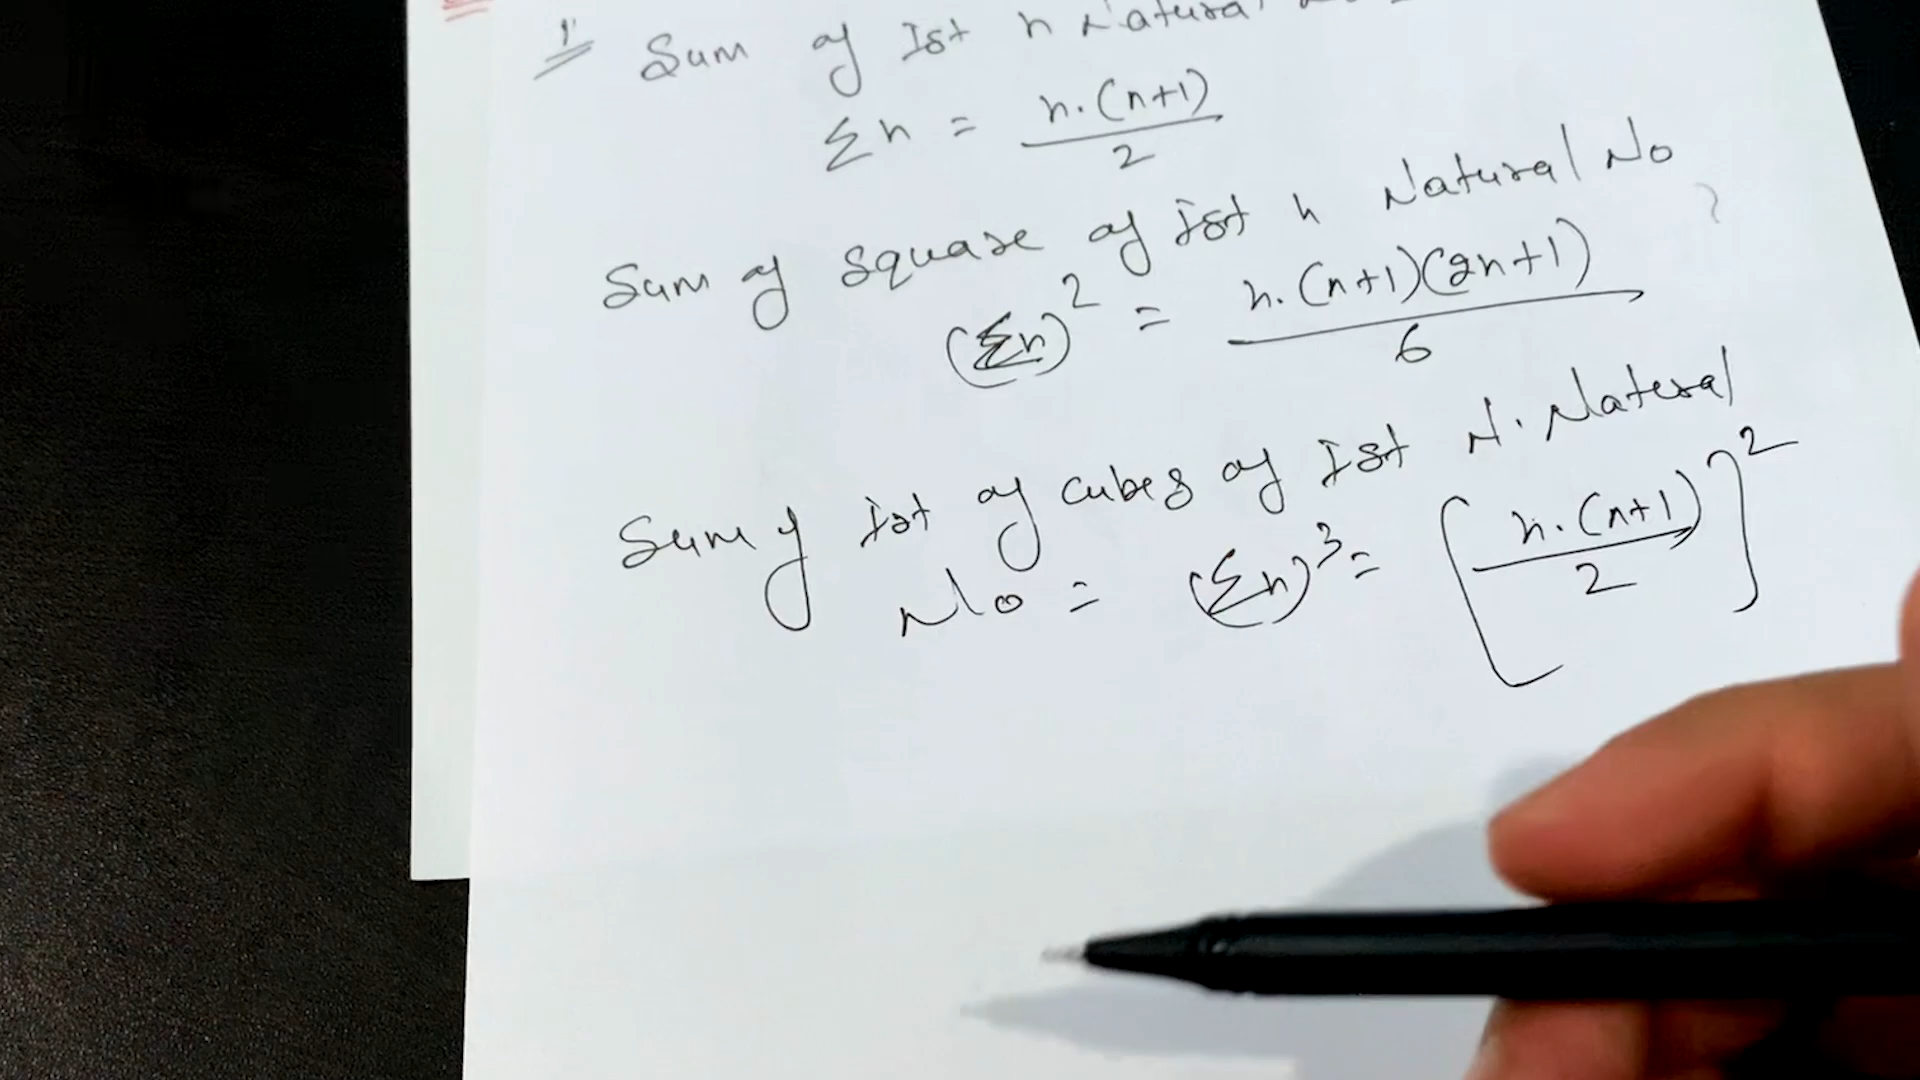 1 Sum of Ist n Natural
Σn = n.(n+1)/2
Sum of square of Ist n Natural No
(Σn)² = n.(n+1)(2n+1)/6
Sum of Ist of cubes of Ist N. Nateral
No = (Σn)³ = [n.(n+1)/2]²